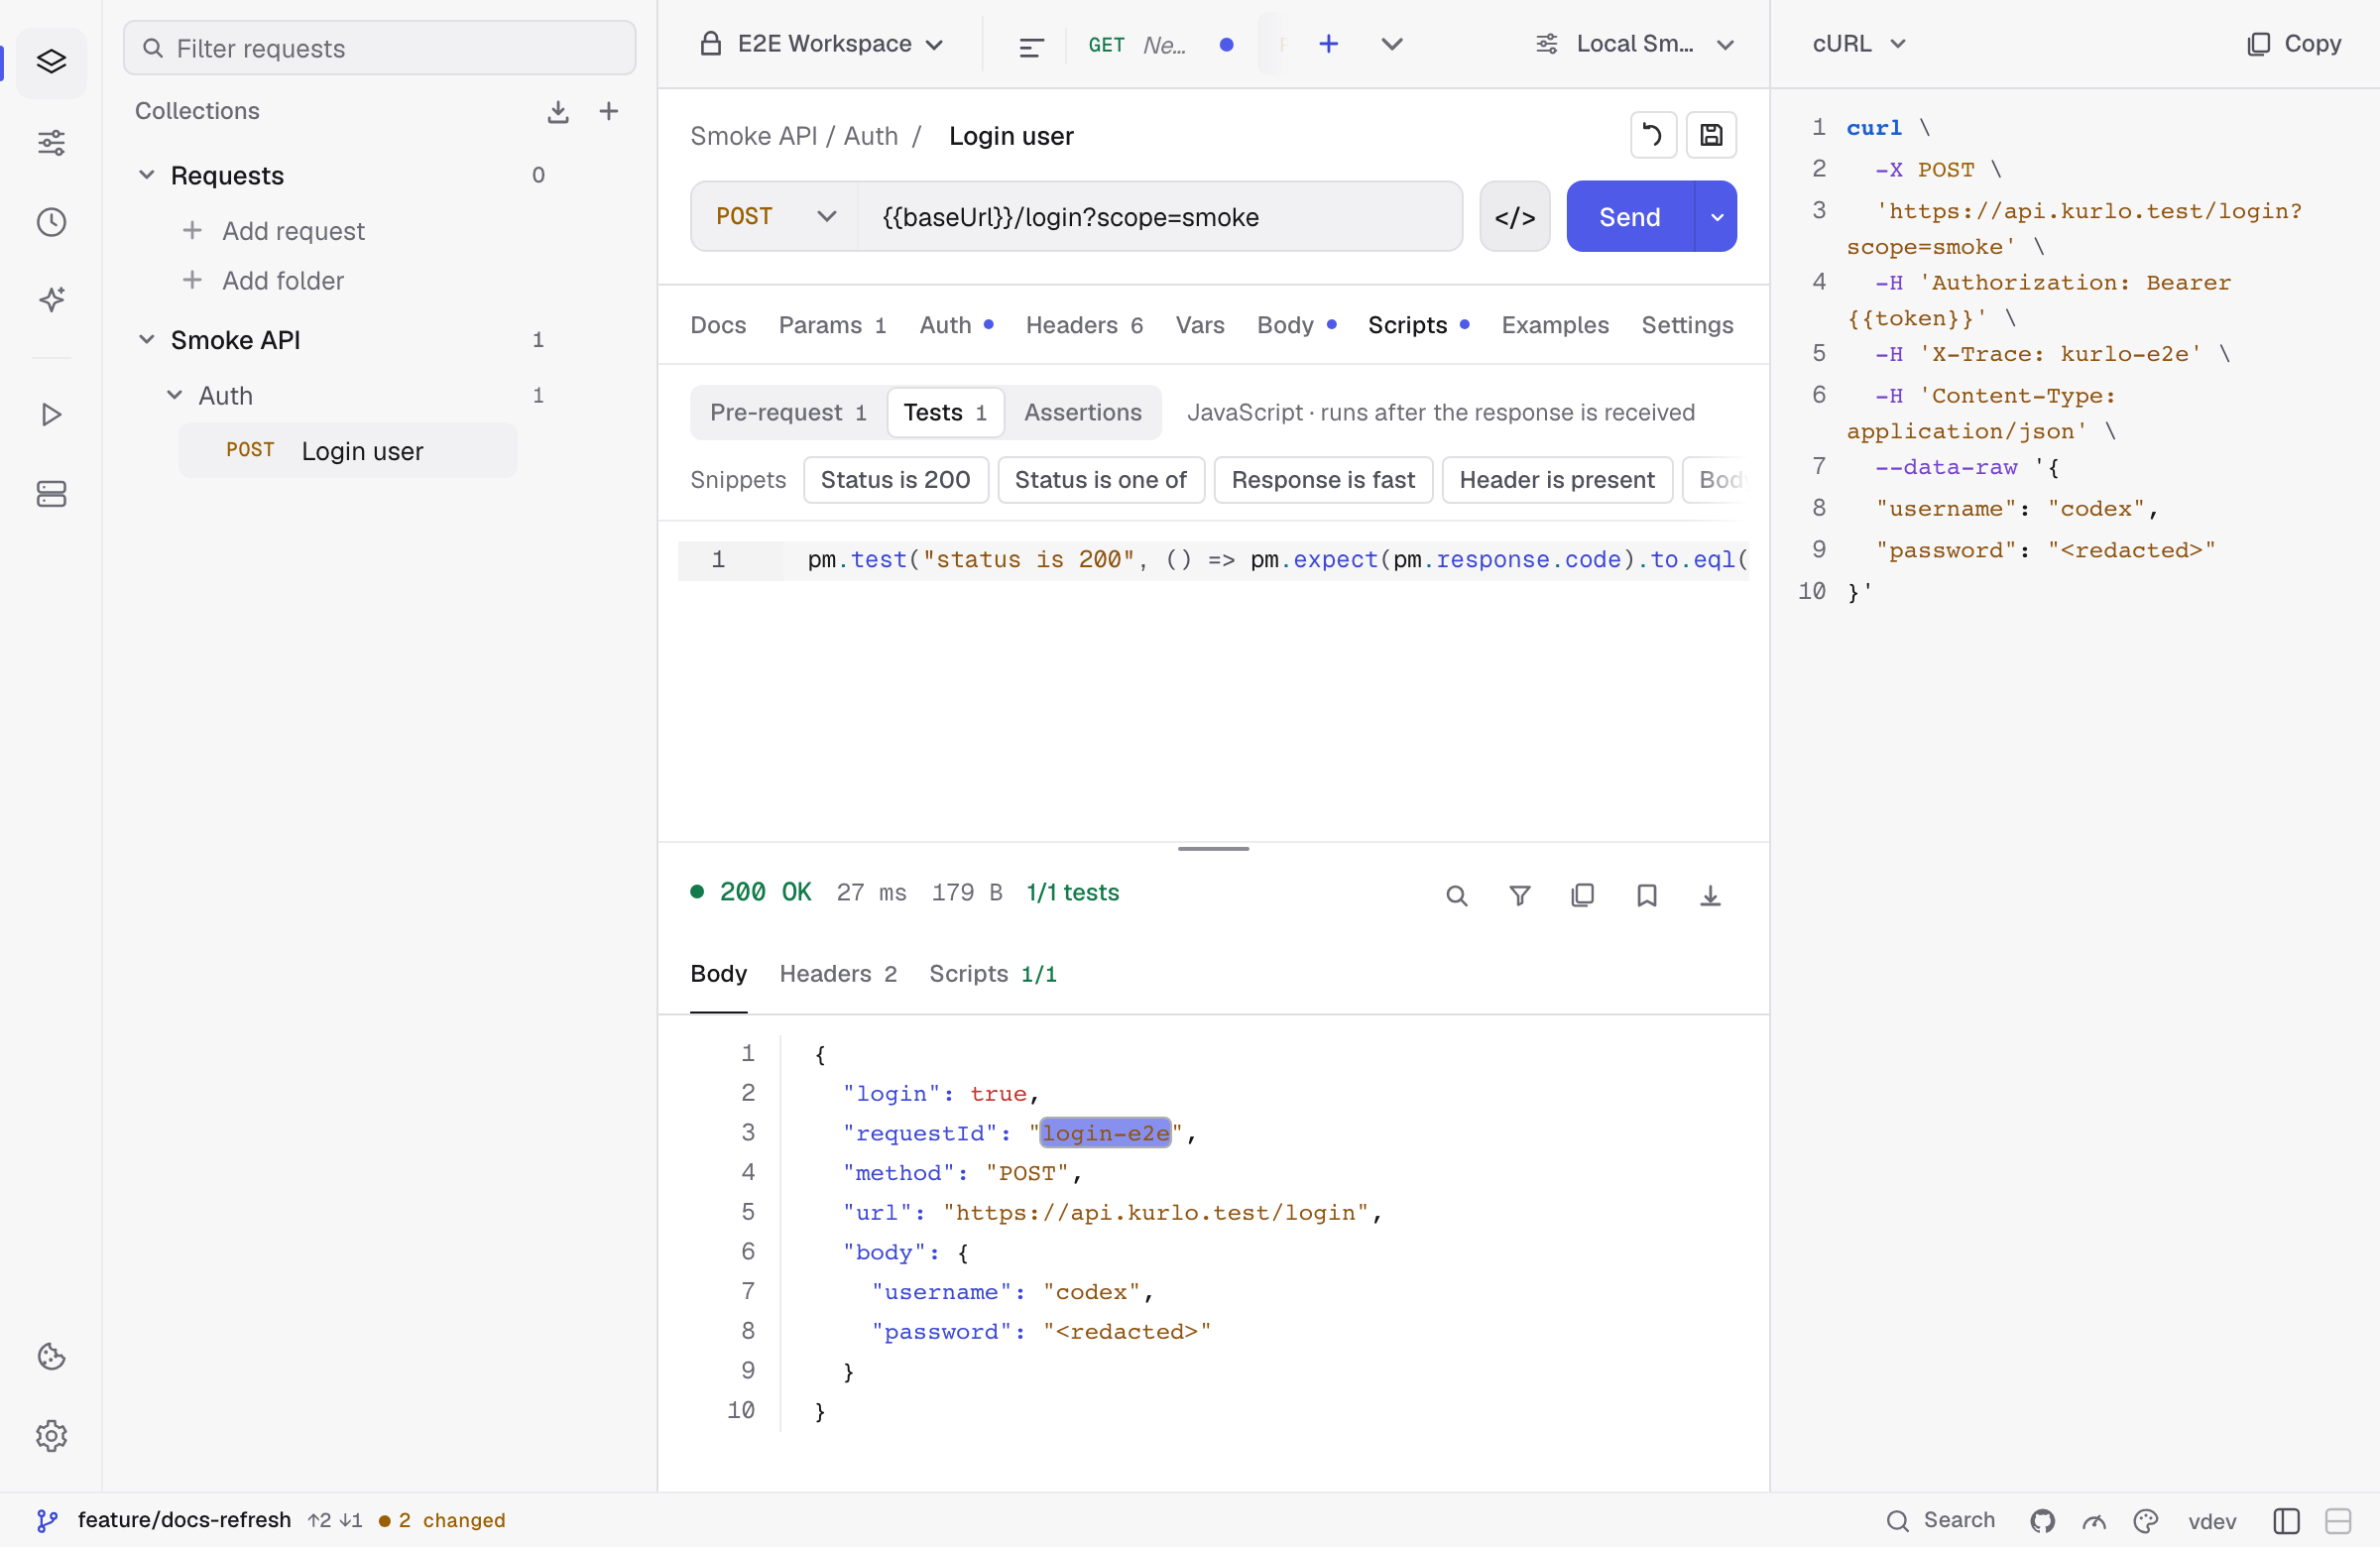 Filter requests
Collections
Requests 0
Add request
Add folder
Smoke API 1
Auth 1
POST Login user
E2E Workspace
GET Ne...
Local Sm...
Smoke API / Auth / Login user
POST {{baseUrl}}/login?scope=smoke </> Send
Docs Params 1 Auth Headers 6 Vars Body Scripts Examples Settings
Pre-request 1 Tests 1 Assertions JavaScript · runs after the response is received
Snippets Status is 200 Status is one of Response is fast Header is present
1 pm.test("status is 200", () => pm.expect(pm.response.code).to.eql(
200 OK 27 ms 179 B 1/1 tests
Body Headers 2 Scripts 1/1
1 {
2 "login": true,
3 "requestId": "login-e2e",
4 "method": "POST",
5 "url": "https://api.kurlo.test/login",
6 "body": {
7 "username": "codex",
8 "password": "<redacted>"
9 }
10 }
cURL Copy
1 curl \
2 -X POST \
3 'https://api.kurlo.test/login?
scope=smoke' \
4 -H 'Authorization: Bearer
{{token}}' \
5 -H 'X-Trace: kurlo-e2e' \
6 -H 'Content-Type:
application/json' \
7 --data-raw '{
8 "username": "codex",
9 "password": "<redacted>"
10 }'
feature/docs-refresh ↑2 ↓1 2 changed
Search vdev